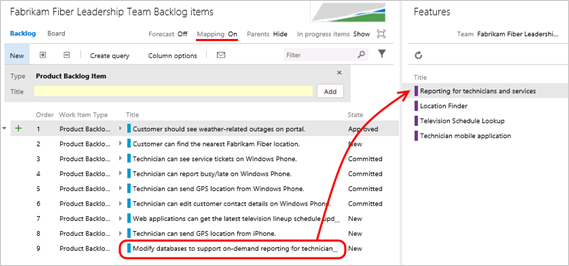 Fabrikam Fiber Leadership Team Backlog items
Backlog Board Forecast Off Mapping On Parents Hide In progress items Show
New Create query Column options Filter
Type Product Backlog Item ×
Title Add
Order Work Item Type Title State
1 Product Backlo... Customer should see weather-related outages on portal. Approved
2 Product Backlo... Customer can find the nearest Fabrikam Fiber location. New
3 Product Backlo... Technician can see service tickets on Windows Phone. Committed
4 Product Backlo... Technician can report busy/late on Windows Phone. Committed
5 Product Backlo... Technician can send GPS location from Windows Phone. Committed
6 Product Backlo... Technician can edit customer contact details on Windows Phone. Committed
7 Product Backlo... Web applications can get the latest television lineup schedule upd... New
8 Product Backlo... Technician can send GPS location from iPhone. New
9 Product Backlo... Modify databases to support on-demand reporting for technician... New
Features
Team Fabrikam Fiber Leadershi...
Title
Reporting for technicians and services
Location Finder
Television Schedule Lookup
Technician mobile application